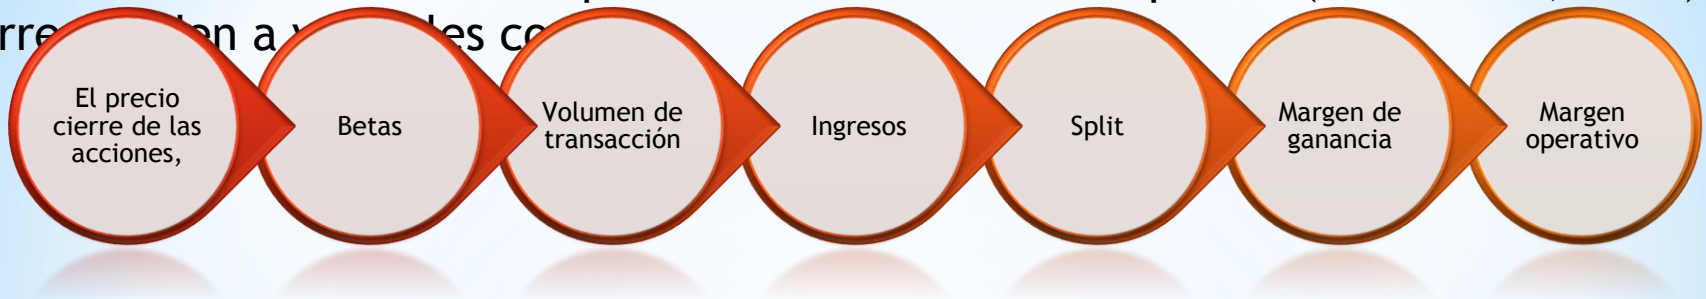 a
El precio
cierre de las
acciones,
Betas
Volumen de
transacción
Ingresos
Split
Margen de
ganancia
Margen
operativo